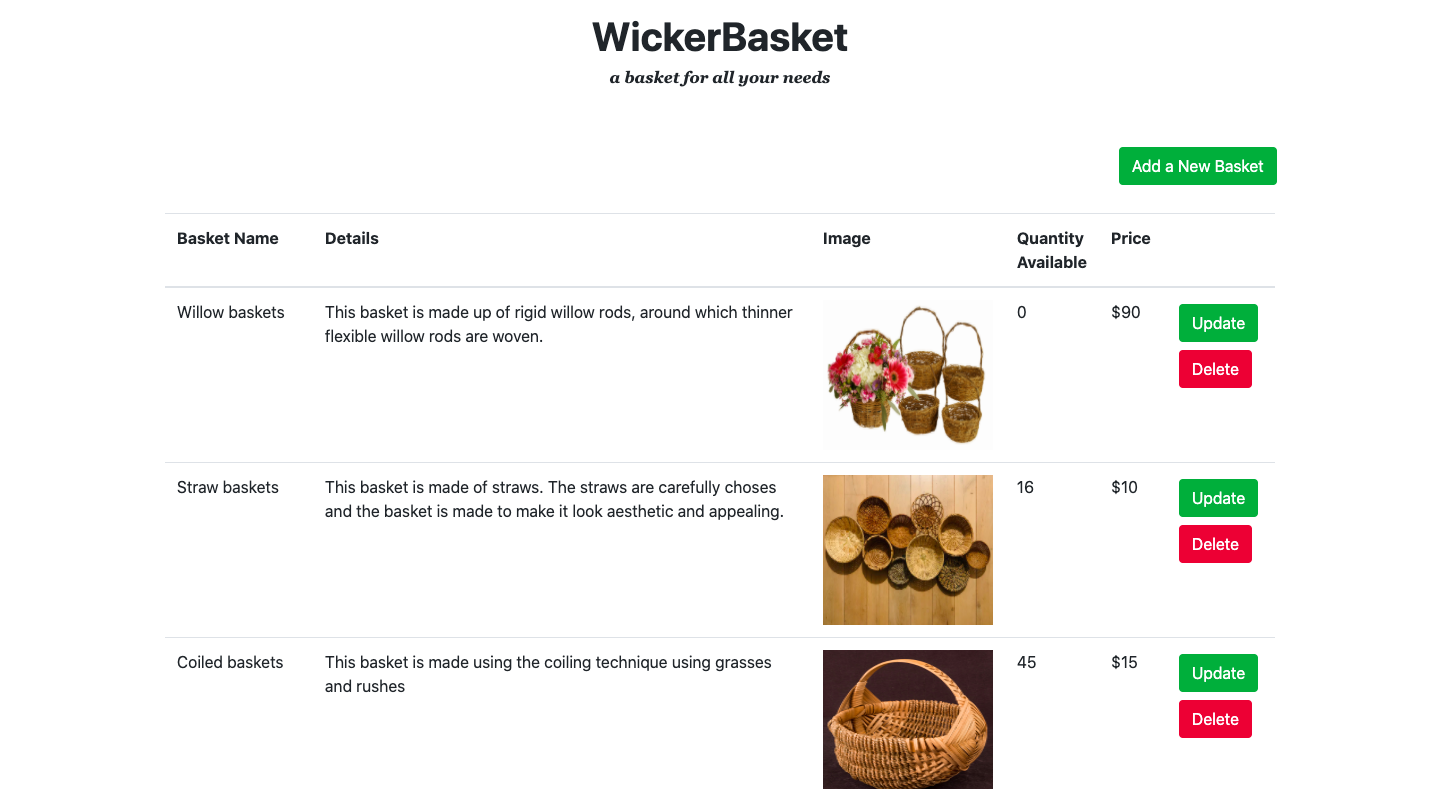 WickerBasket
a basket for all your needs
Add a New Basket
Basket Name Details Image Quantity Available Price
Willow baskets This basket is made up of rigid willow rods, around which thinner 0 $90
flexible willow rods are woven.
Update
Delete
Straw baskets This basket is made of straws. The straws are carefully choses 16 $10
and the basket is made to make it look aesthetic and appealing.
Update
Delete
Coiled baskets This basket is made using the coiling technique using grasses 45 $15
and rushes
Update
Delete